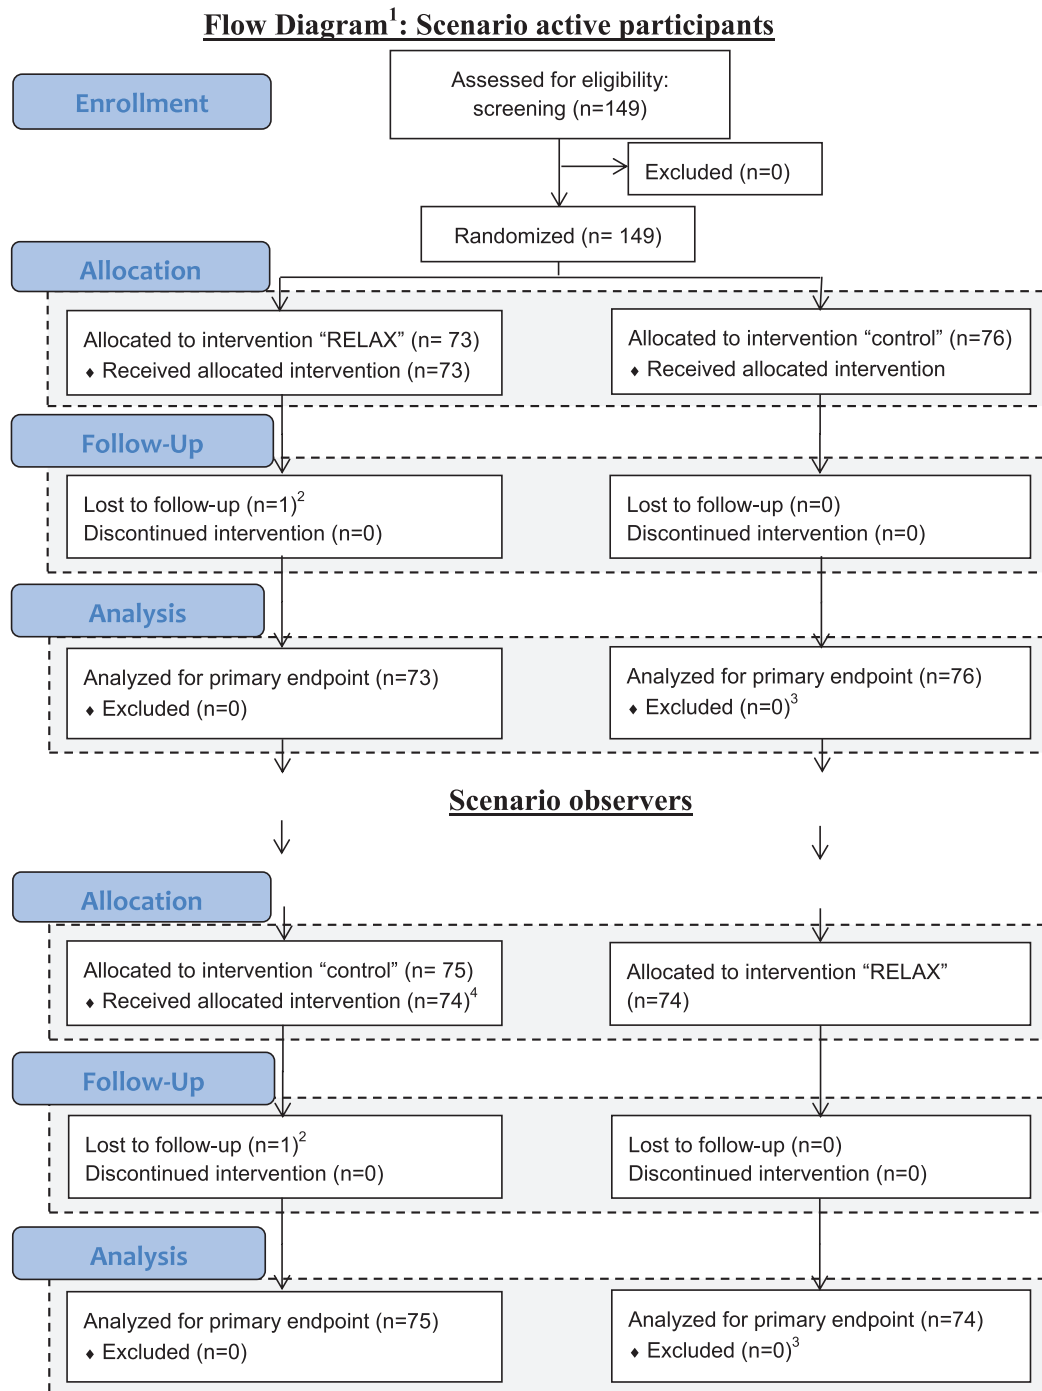 Flow Diagram¹: Scenario active participants
Enrollment
Assessed for eligibility:
screening (n=149)
Excluded (n=0)
Randomized (n= 149)
Allocation
Allocated to intervention “RELAX” (n= 73)
♦ Received allocated intervention (n=73)
Allocated to intervention “control” (n=76)
♦ Received allocated intervention
Follow-Up
Lost to follow-up (n=1)²
Discontinued intervention (n=0)
Lost to follow-up (n=0)
Discontinued intervention (n=0)
Analysis
Analyzed for primary endpoint (n=73)
♦ Excluded (n=0)
Analyzed for primary endpoint (n=76)
♦ Excluded (n=0)³
Scenario observers
Allocation
Allocated to intervention “control” (n= 75)
♦ Received allocated intervention (n=74)⁴
Allocated to intervention “RELAX”
(n=74)
Follow-Up
Lost to follow-up (n=1)²
Discontinued intervention (n=0)
Lost to follow-up (n=0)
Discontinued intervention (n=0)
Analysis
Analyzed for primary endpoint (n=75)
♦ Excluded (n=0)
Analyzed for primary endpoint (n=74)
♦ Excluded (n=0)³